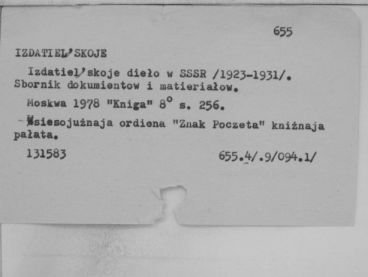 655
IZDATIEL'SKOJE
Izdatiel'skoje dieło w SSSR /1923-1931/.
Sbornik dokumientow i matieriałow.
Moskwa 1978 "Kniga" 8° s. 256.
Wsiesojuźnaja ordiena "Znak Poczeta" kniżnaja
pałata.
131583 655.4/.9/094.1/